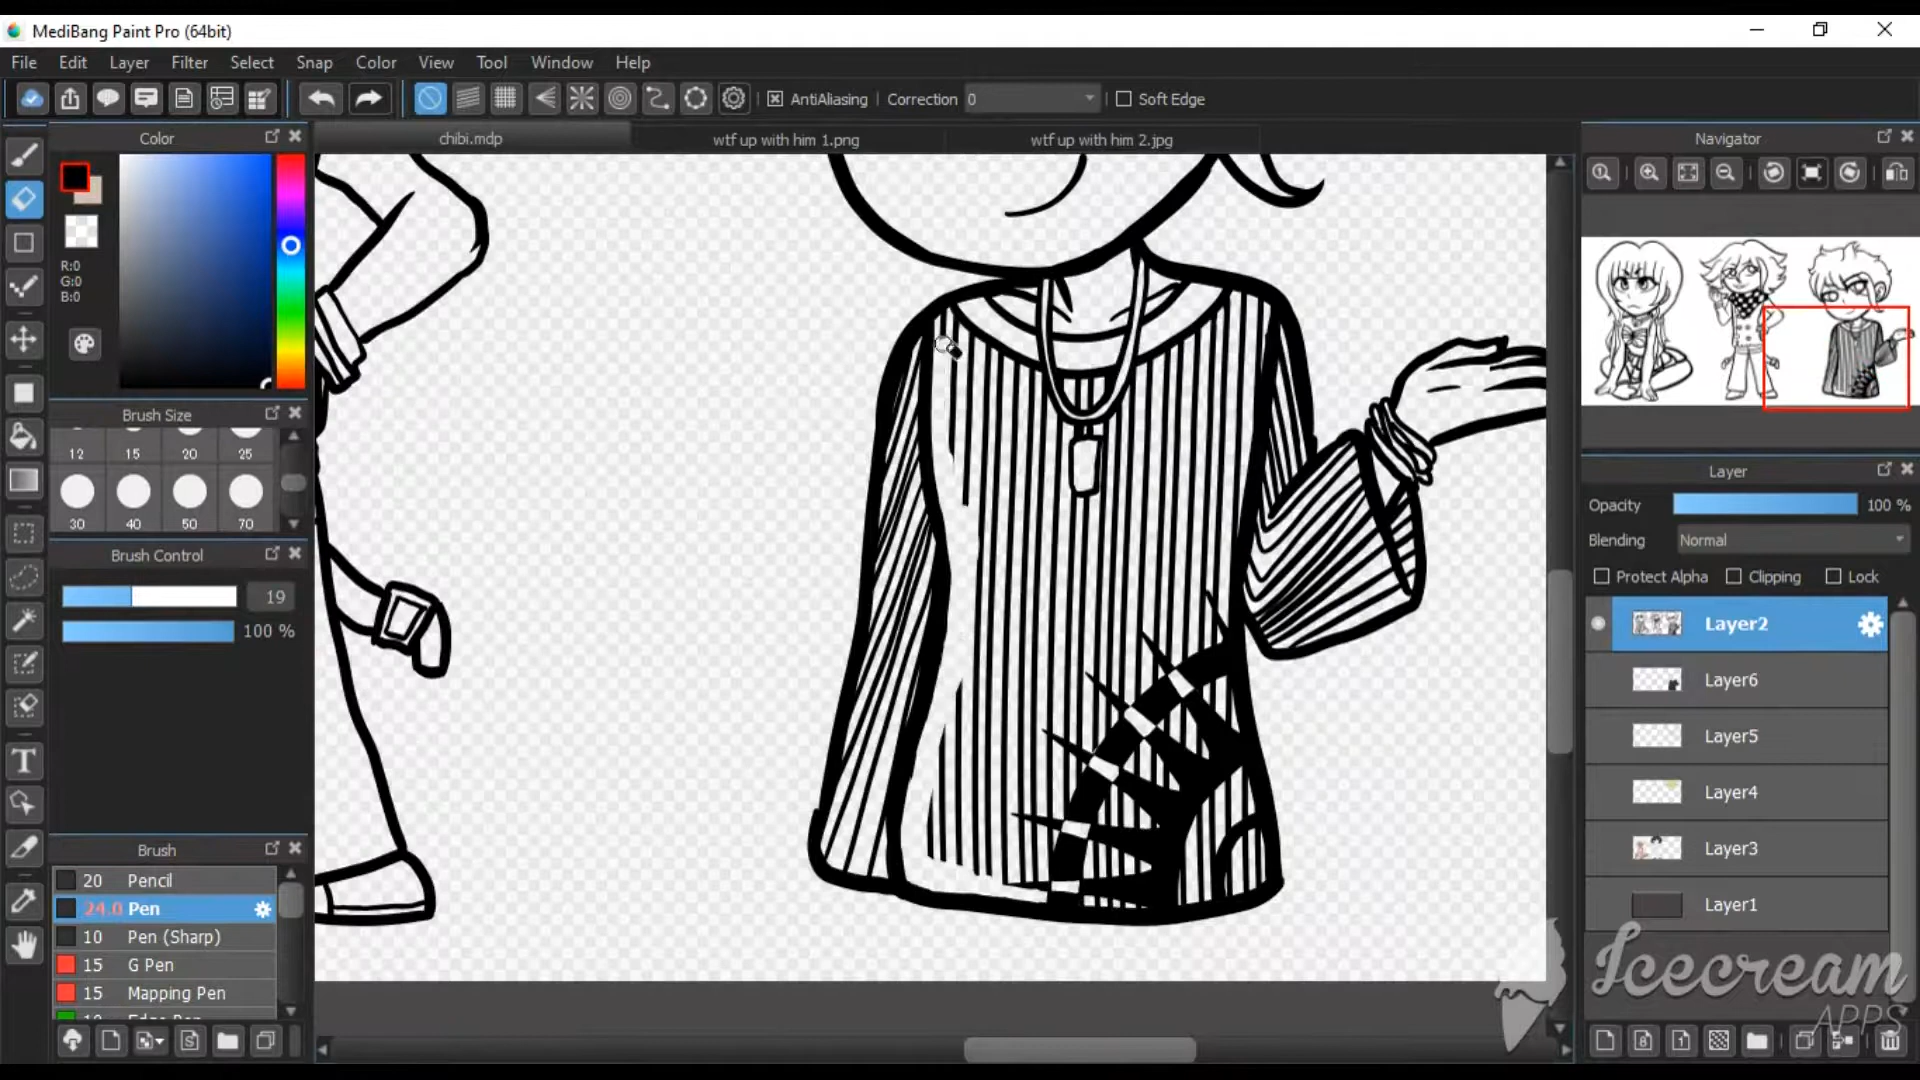 MediBang Paint Pro (64bit)
File Edit Layer Filter Select Snap Color View Tool Window Help
AntiAliasing Correction 0 Soft Edge
Color chibi.mdp wtf up with him 1.png wtf up with him 2.jpg Navigator
R:0
G:0
B:0
Brush Size
12 15 20 25
30 40 50 70
Brush Control
19
100 %
Brush
20 Pencil
24.0 Pen
10 Pen (Sharp)
15 G Pen
15 Mapping Pen
Layer
Opacity 100 %
Blending Normal
Protect Alpha Clipping Lock
Layer2
Layer6
Layer5
Layer4
Layer3
Layer1
Icecream
APPS